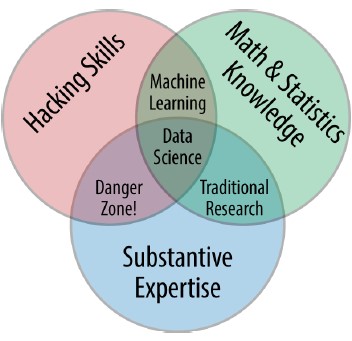 Hacking Skills
Math & Statistics
Knowledge
Machine
Learning
Data
Science
Danger
Zone!
Traditional
Research
Substantive
Expertise